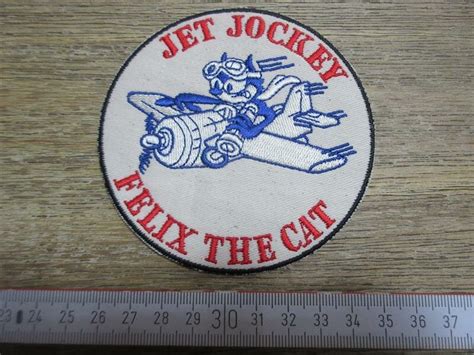 JET JOCKEY
FELIX THE CAT
23 24 25 26 27 28 29 30 31 32 33 34 35 36 37